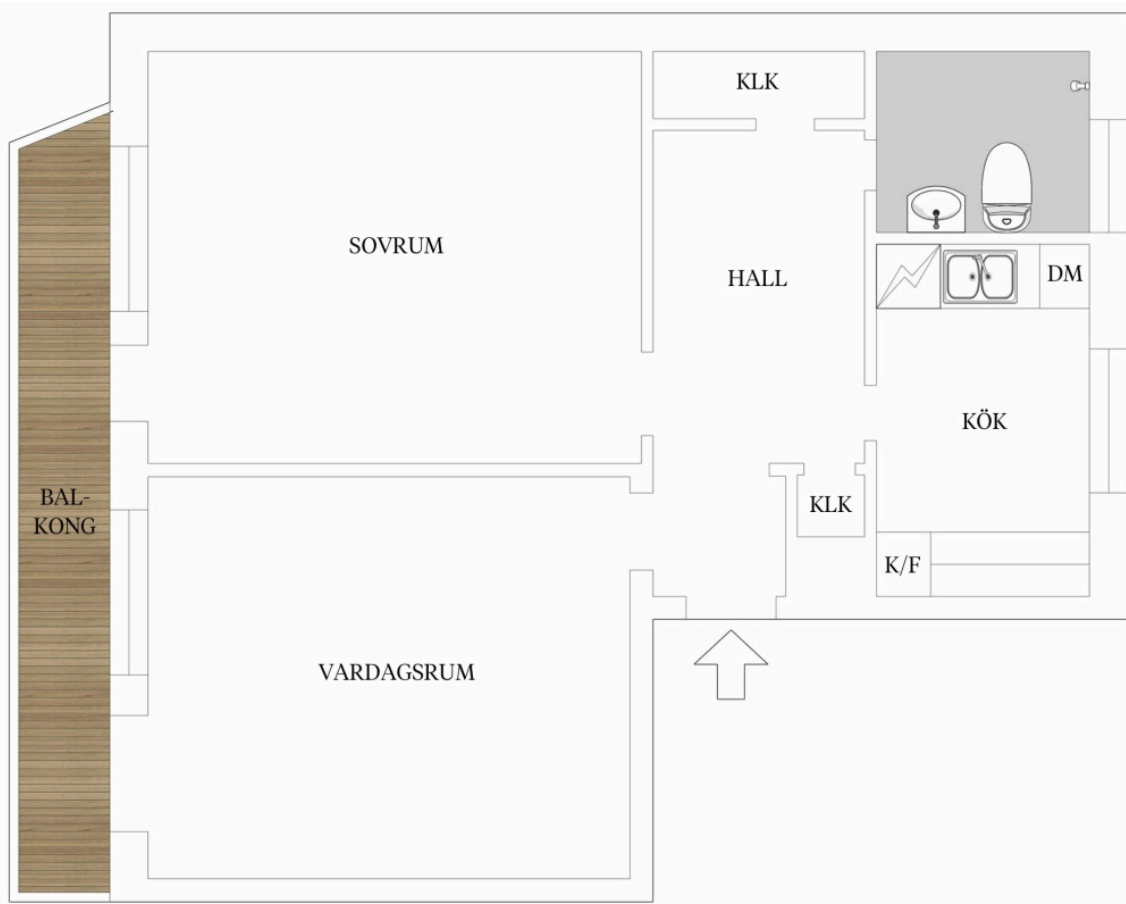 KLK
SOVRUM
HALL
DM
KÖK
BAL-
KONG
KLK
K/F
VARDAGSRUM